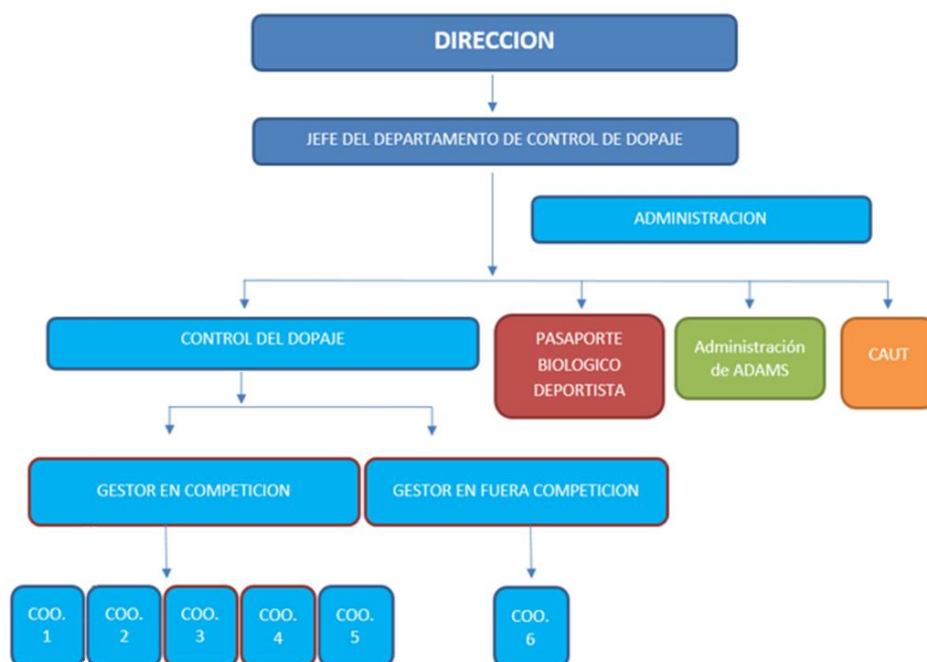 DIRECCION
JEFE DEL DEPARTAMENTO DE CONTROL DE DOPAJE
ADMINISTRACION
CONTROL DEL DOPAJE
PASAPORTE
BIOLOGICO
DEPORTISTA
Administración
de ADAMS
CAUT
GESTOR EN COMPETICION
GESTOR EN FUERA COMPETICION
COO.
1
COO.
2
COO.
3
COO.
4
COO.
5
COO.
6